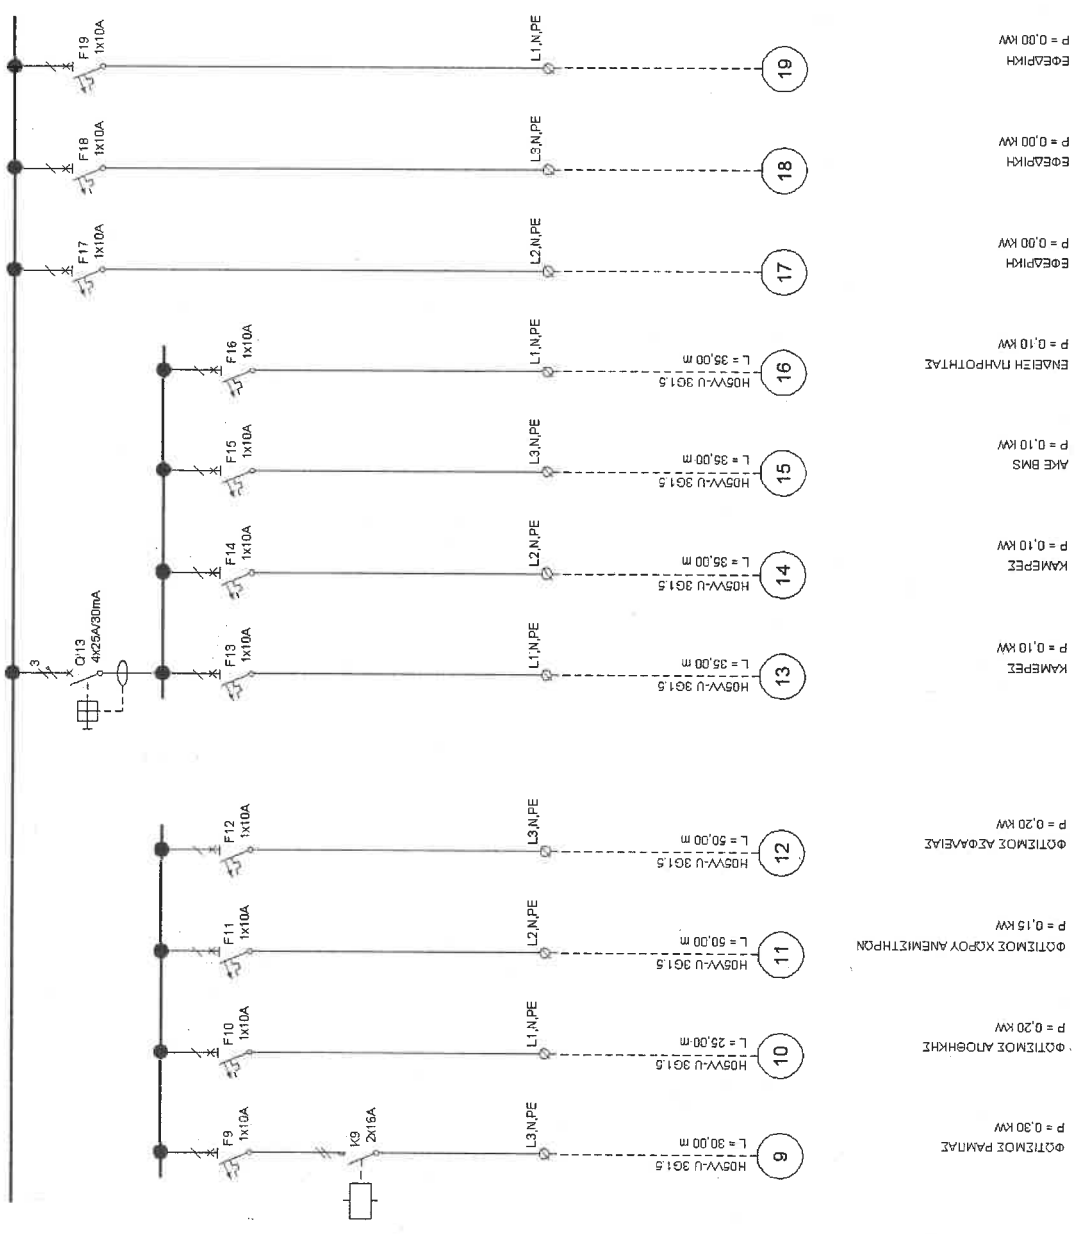 F19
1x10A
L1,N,PE
19
ΕΦΕΔΡΙΚΗ
P = 0,00 kW
F18
1x10A
L3,N,PE
18
ΕΦΕΔΡΙΚΗ
P = 0,00 kW
F17
1x10A
L2,N,PE
17
ΕΦΕΔΡΙΚΗ
P = 0,00 kW
F16
1x10A
L1,N,PE
H05VV-U 3G1.5
L = 35,00 m
16
ΕΝΔΕΙΞΗ ΠΛΗΡΟΤΗΤΑΣ
P = 0,10 kW
F15
1x10A
L3,N,PE
H05VV-U 3G1.5
L = 35,00 m
15
ΑΚΕ BMS
P = 0,10 kW
F14
1x10A
L2,N,PE
H05VV-U 3G1.5
L = 35,00 m
14
ΚΑΜΕΡΕΣ
P = 0,10 kW
3
Q'13
4x25A/30mA
F13
1x10A
L1,N,PE
H05VV-U 3G1.5
L = 35,00 m
13
ΚΑΜΕΡΕΣ
P = 0,10 kW
F12
1x10A
L3,N,PE
H05VV-U 3G1.5
L = 50,00 m
12
ΦΩΤΙΣΜΟΣ ΑΣΦΑΛΕΙΑΣ
P = 0,20 kW
F11
1x10A
L2,N,PE
H05VV-U 3G1.5
L = 50,00 m
11
ΦΩΤΙΣΜΟΣ ΧΩΡΟΥ ΑΝΕΜΙΣΤΗΡΩΝ
P = 0,15 kW
F10
1x10A
L1,N,PE
H05VV-U 3G1.5
L = 25,00 m
10
ΦΩΤΙΣΜΟΣ ΑΠΟΘΗΚΗΣ
P = 0,20 kW
F9
1x10A
K9
2x16A
L3,N,PE
H05VV-U 3G1.5
L = 30,00 m
9
ΦΩΤΙΣΜΟΣ ΡΑΜΠΑΣ
P = 0,30 kW